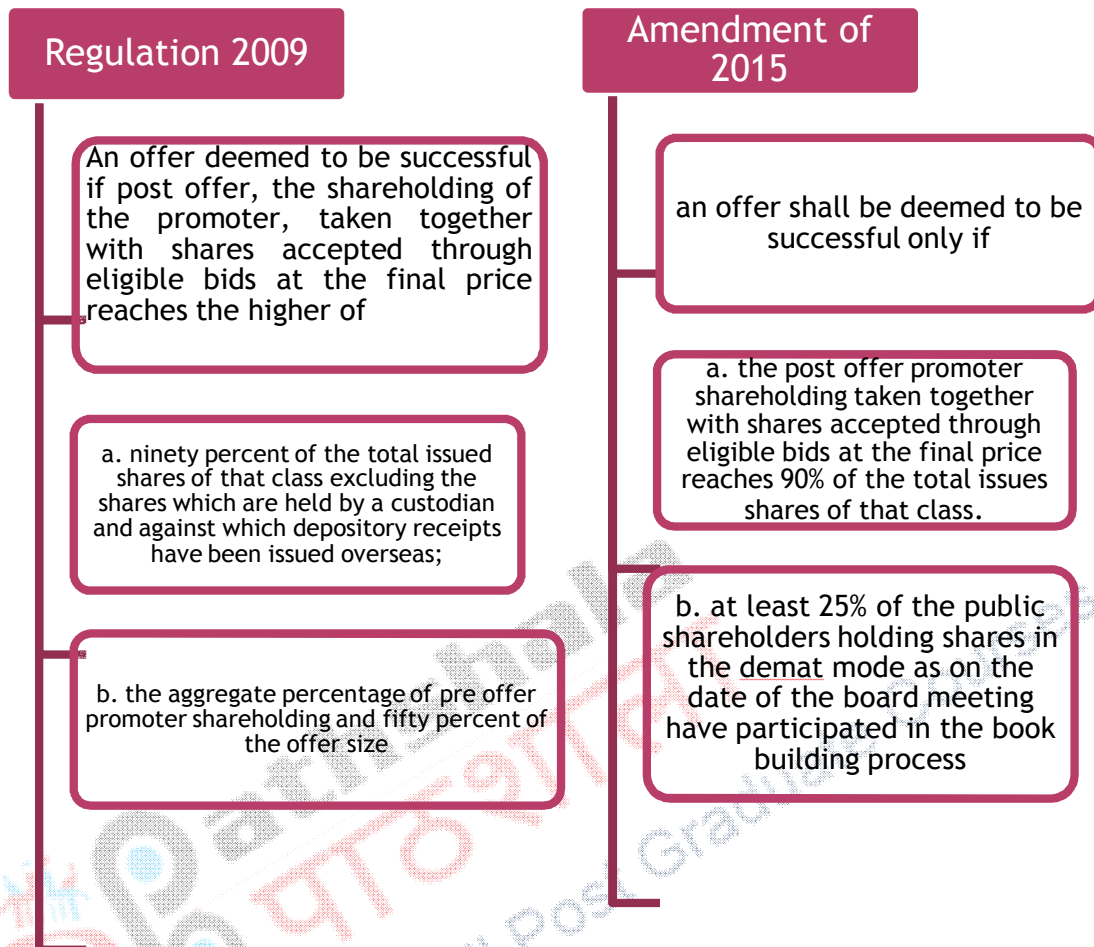 Regulation 2009
An offer deemed to be successful
if post offer, the shareholding of
the promoter, taken together
with shares accepted through
eligible bids at the final price
reaches the higher of
a. ninety percent of the total issued
shares of that class excluding the
shares which are held by a custodian
and against which depository receipts
have been issued overseas;
b. the aggregate percentage of pre offer
promoter shareholding and fifty percent of
the offer size
Amendment of
2015
an offer shall be deemed to be
successful only if
a. the post offer promoter
shareholding taken together
with shares accepted through
eligible bids at the final price
reaches 90% of the total issues
shares of that class.
b. at least 25% of the public
shareholders holding shares in
the demat mode as on the
date of the board meeting
have participated in the book
building process
Pathshala
पाठशाला
Post Graduate Courses